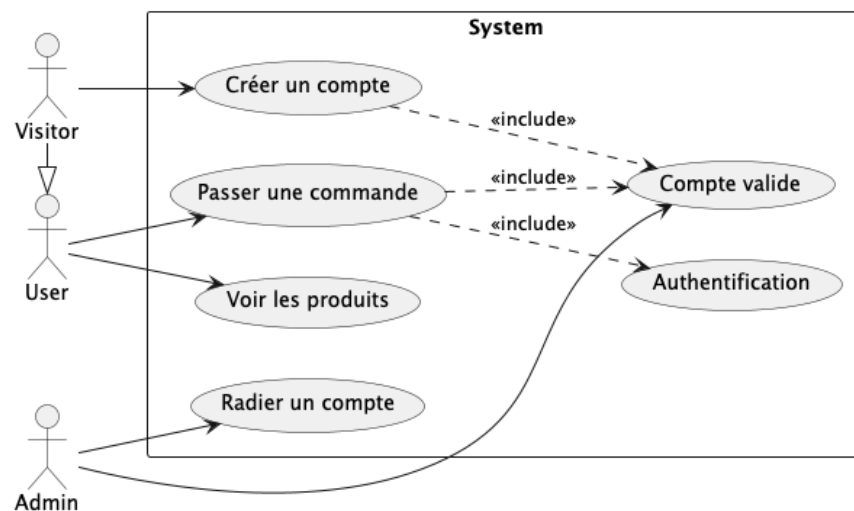 System
Créer un compte
«include»
Visitor
«include»
Passer une commande
Compte valide
«include»
Authentification
User
Voir les produits
Radier un compte
Admin